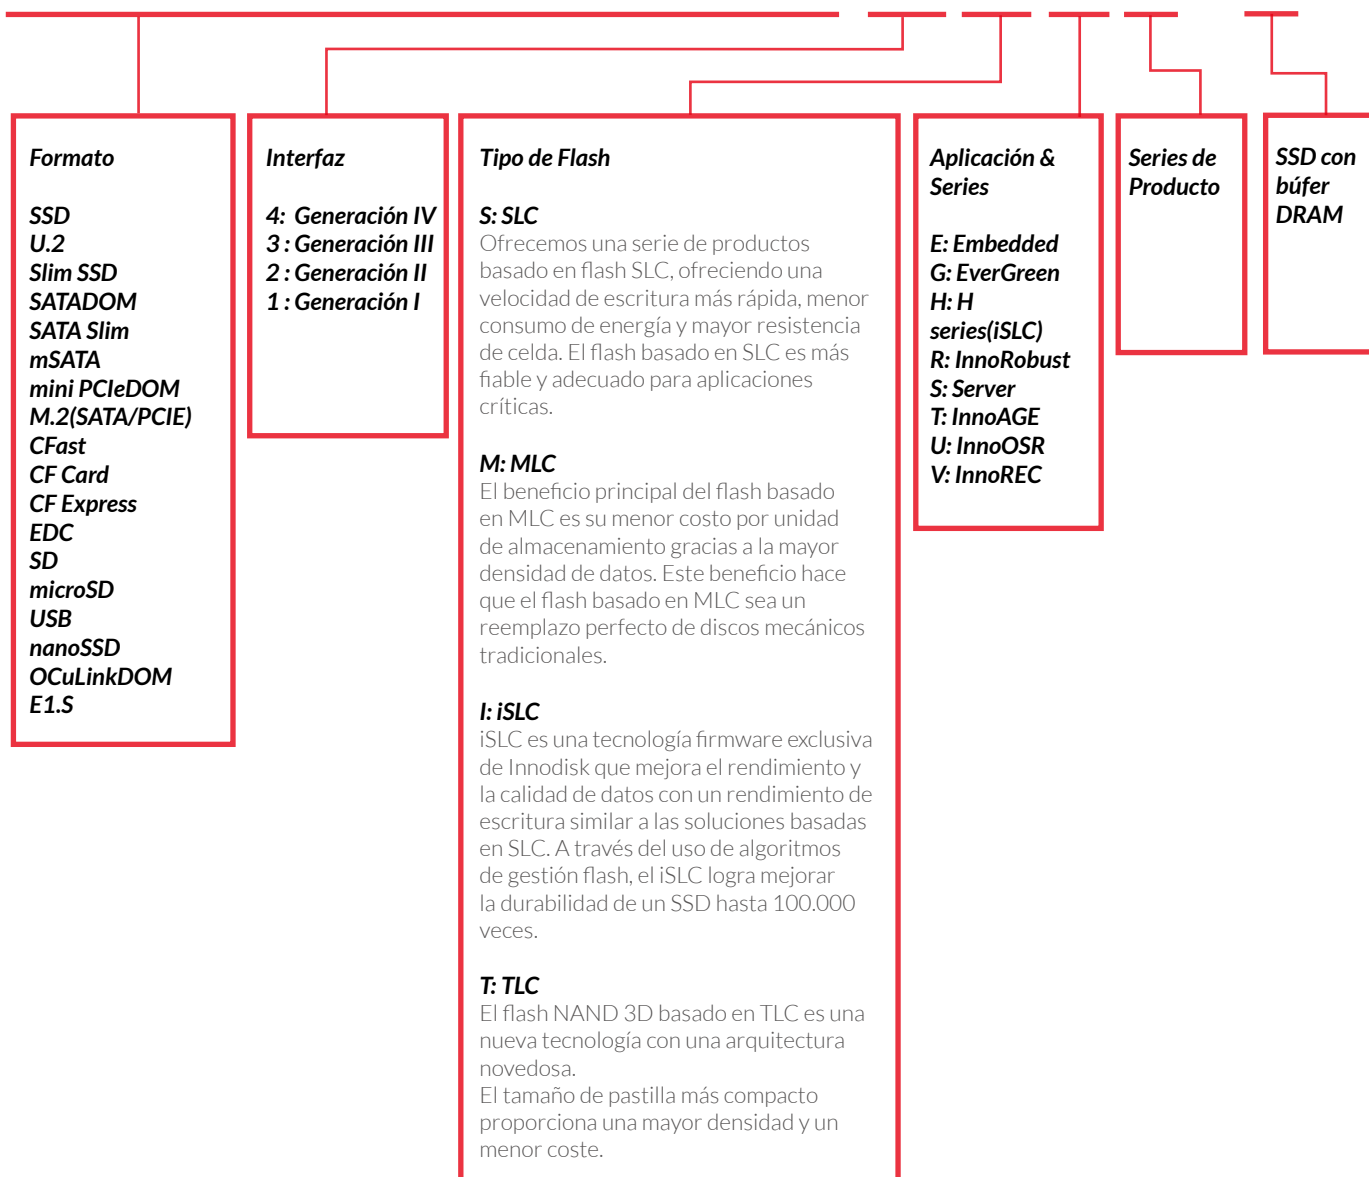 Formato
SSD
U.2
Slim SSD
SATADOM
SATA Slim
mSATA
mini PCIeDOM
M.2(SATA/PCIE)
CFast
CF Card
CF Express
EDC
SD
microSD
USB
nanoSSD
OCuLinkDOM
E1.S
Interfaz
4: Generación IV
3 : Generación III
2 : Generación II
1 : Generación I
Tipo de Flash
S: SLC
Ofrecemos una serie de productos
basado en flash SLC, ofreciendo una
velocidad de escritura más rápida, menor
consumo de energía y mayor resistencia
de celda. El flash basado en SLC es más
fiable y adecuado para aplicaciones
críticas.
M: MLC
El beneficio principal del flash basado
en MLC es su menor costo por unidad
de almacenamiento gracias a la mayor
densidad de datos. Este beneficio hace
que el flash basado en MLC sea un
reemplazo perfecto de discos mecánicos
tradicionales.
I: iSLC
iSLC es una tecnología firmware exclusiva
de Innodisk que mejora el rendimiento y
la calidad de datos con un rendimiento de
escritura similar a las soluciones basadas
en SLC. A través del uso de algoritmos
de gestión flash, el iSLC logra mejorar
la durabilidad de un SSD hasta 100.000
veces.
T: TLC
El flash NAND 3D basado en TLC es una
nueva tecnología con una arquitectura
novedosa.
El tamaño de pastilla más compacto
proporciona una mayor densidad y un
menor coste.
Aplicación &
Series
E: Embedded
G: EverGreen
H: H
series(iSLC)
R: InnoRobust
S: Server
T: InnoAGE
U: InnoOSR
V: InnoREC
Series de
Producto
SSD con
búfer
DRAM